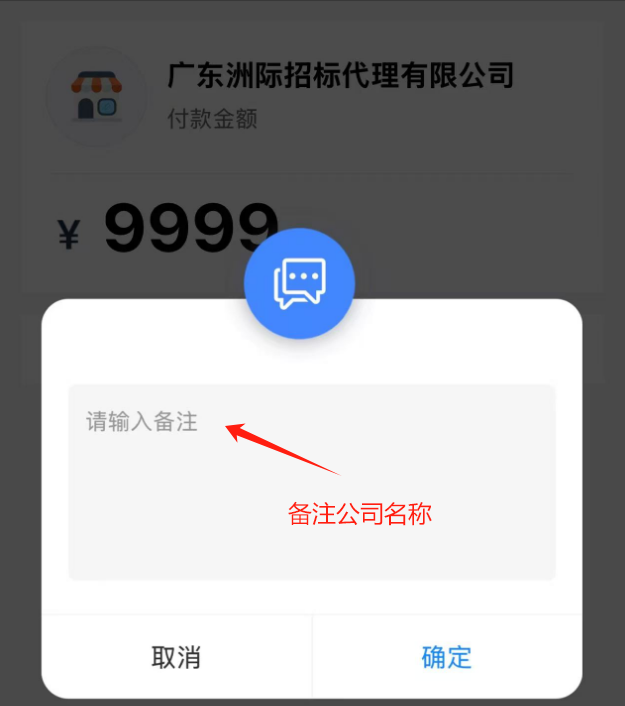 广东洲际招标代理有限公司
付款金额
¥ 9999
请输入备注
备注公司名称
取消 确定